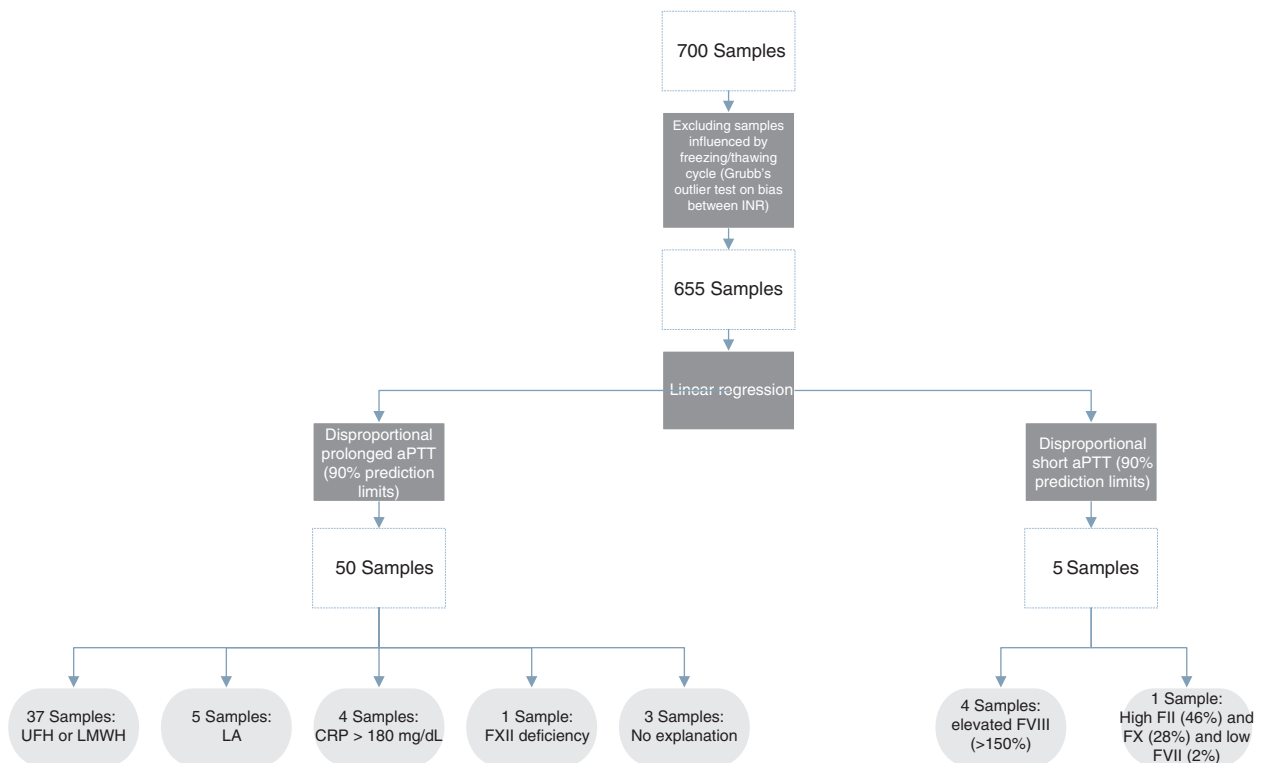 700 Samples
Excluding samples
influenced by
freezing/thawing
cycle (Grubb's
outlier test on bias
between INR)
655 Samples
Linear regression
Disproportional
prolonged aPTT
(90% prediction
limits)
Disproportional
short aPTT (90%
prediction limits)
50 Samples
5 Samples
37 Samples:
UFH or LMWH
5 Samples:
LA
4 Samples:
CRP > 180 mg/dL
1 Sample:
FXII deficiency
3 Samples:
No explanation
4 Samples:
elevated FVIII
(>150%)
1 Sample:
High FII (46%) and
FX (28%) and low
FVII (2%)